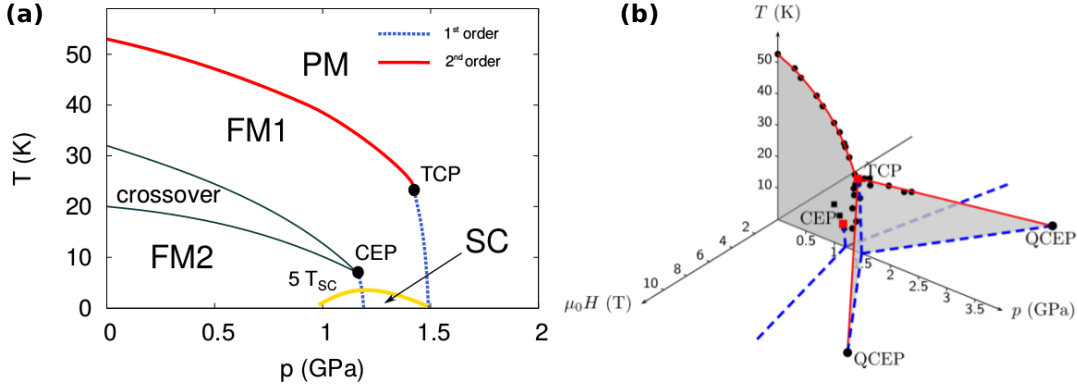 (a)
T (K)
50
40
30
20
10
0
0
0.5
1
1.5
2
p (GPa)
PM
1st order
2nd order
FM1
TCP
crossover
FM2
CEP
SC
5 TSC
(b)
T (K)
50
40
30
20
10
TCP
CEP
QCEP
QCEP
2
4
6
8
10
μ0H (T)
0.5
1
1.5
2
2.5
3
3.5
p (GPa)